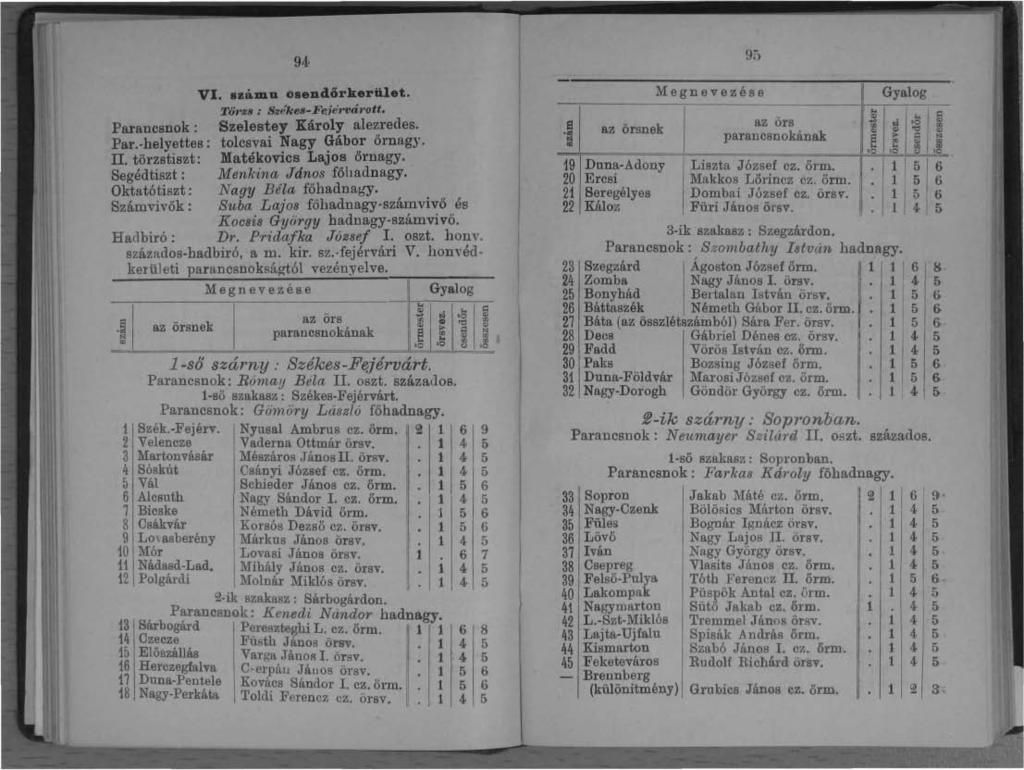 94
VI. számu csendőrkerület.
Törzs : Székes-Fejérvárott.
Parancsnok : Szelestey Károly alezredes.
Par.-helyettes : tolcsvai Nagy Gábor őrnagy.
II. törzstiszt : Matékovics Lajos őrnagy.
Segédtiszt : Menkina János főhadnagy.
Oktatótiszt : Nagy Béla főhadnagy.
Számvivők : Suba Lajos főhadnagy-számvivő és
Kocsis György hadnagy-számvivő.
Hadbiró : Dr. Pridafka József I. oszt. honv.
százados-hadbiró, a m. kir. sz.-fejérvári V. honvéd-
kerületi parancsnokságtól vezényelve.
Megnevezése Gyalog
szám az örsnek az örs parancsnokának őrmester örsvez. csendőr összesen
1-ső szárny : Székes-Fejérvárt.
Parancsnok : Rómay Béla II. oszt. százados.
1-ső szakasz : Székes-Fejérvárt.
Parancsnok : Gömöry László főhadnagy.
1 Szék.-Fejérv. Nyusal Ambrus cz. őrm. 2 1 6 9
2 Velencze Vaderna Ottmár örsv. . 1 4 5
3 Martonvásár Mészáros János II. örsv. . 1 4 5
4 Sóskút Csányi József cz. őrm. . 1 4 5
5 Vál Schieder János cz. őrm. . 1 5 6
6 Alcsuth Nagy Sándor I. cz. őrm. . 1 4 5
7 Bicske Németh Dávid őrm. . 1 5 6
8 Csákvár Korsós Dezső cz. örsv. . 1 5 6
9 Lovasberény Márkus János örsv. . 1 4 5
10 Mór Lovasi János örsv. 1 . 6 7
11 Nádasd-Lad. Mihály János cz. örsv. . 1 4 5
12 Polgárdi Molnár Miklós örsv. . 1 4 5
2-ik szakasz : Sárbogárdon.
Parancsnok : Kenedi Nándor hadnagy.
13 Sárbogárd Pereszteghi L. cz. őrm. 1 1 6 8
14 Czecze Füsth János örsv. . 1 4 5
15 Előszállás Varga János I. örsv. . 1 4 5
16 Herczegfalva Cserpán János örsv. . 1 5 6
17 Duna-Pentele Kovács Sándor I. cz. őrm. . 1 5 6
18 Nagy-Perkáta Toldi Ferencz cz. örsv. . 1 4 5
95
Megnevezése Gyalog
szám az örsnek az örs parancsnokának őrmester örsvez. csendőr összesen
19 Duna-Adony Liszta József cz. őrm. . 1 5 6
20 Ercsi Makkos Lőrincz cz. őrm. . 1 5 6
21 Seregélyes Dombai József cz. örsv. . 1 5 6
22 Káloz Füri János örsv. . 1 4 5
3-ik szakasz : Szegzárdon.
Parancsnok : Szombathy István hadnagy.
23 Szegzárd Ágoston József őrm. 1 1 6 8
24 Zomba Nagy János I. örsv. . 1 4 5
25 Bonyhád Bertalan István örsv. . 1 5 6
26 Báttaszék Németh Gábor II. cz. őrm. . 1 5 6
27 Báta (az összlétszámból) Sára Fer. örsv. . 1 5 6
28 Decs Gábriel Dénes cz. örsv. . 1 4 5
29 Fadd Vörös István cz. őrm. . 1 4 5
30 Paks Bozsing József őrm. . 1 5 6
31 Duna-Földvár Marosi József cz. őrm. . 1 5 6
32 Nagy-Dorogh Göndör György cz. őrm. . 1 4 5
2-ik szárny : Sopronban.
Parancsnok : Neumayer Szilárd II. oszt. százados.
1-ső szakasz : Sopronban.
Parancsnok : Farkas Károly főhadnagy.
33 Sopron Jakab Máté cz. őrm. 2 1 6 9
34 Nagy-Czenk Bölösics Márton örsv. . 1 4 5
35 Füles Bognár Ignácz örsv. . 1 4 5
36 Lövő Nagy Lajos II. örsv. . 1 4 5
37 Iván Nagy György örsv. . 1 4 5
38 Csepreg Vlasits János cz. őrm. . 1 4 5
39 Felső-Pulya Tóth Ferencz II. őrm. . 1 5 6
40 Lakompak Püspök Antal cz. őrm. . 1 4 5
41 Nagymarton Sütő Jakab cz. őrm. 1 . 4 5
42 L.-Szt-Miklós Tremmel János örsv. . 1 4 5
43 Lajta-Ujfalu Spisák András őrm. . 1 4 5
44 Kismarton Szabó János I. cz. őrm. . 1 4 5
45 Feketeváros Rudolf Richárd örsv. . 1 4 5
— Brennberg
(különitmény) Grubics János cz. őrm. . 1 2 3